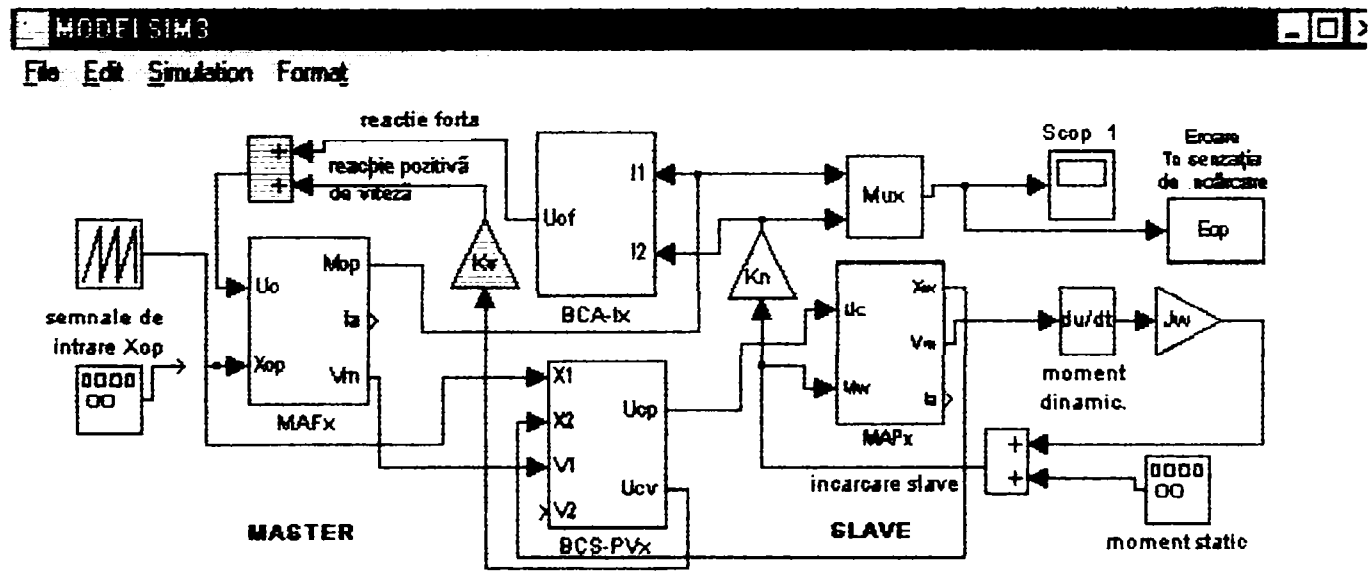 MODELSIM3
File Edit Simulation Format
reactie forta
reacție pozitivă
de viteza
+
+
Uof
I1
I2
BCA-Ix
Mux
Scop 1
Eroare
în senzația
de încărcare
Eop
semnale de
intrare Xop
Uo
Xop
Mop
Ia
Vm
MAFx
Kv
Kn
Uc
Mw
Vm
Ia
MAPx
du/dt
moment
dinamic.
Jw
X1
X2
V1
V2
Ucp
Ucv
BCS-PVx
incarcare slave
+
+
moment static
MASTER
SLAVE